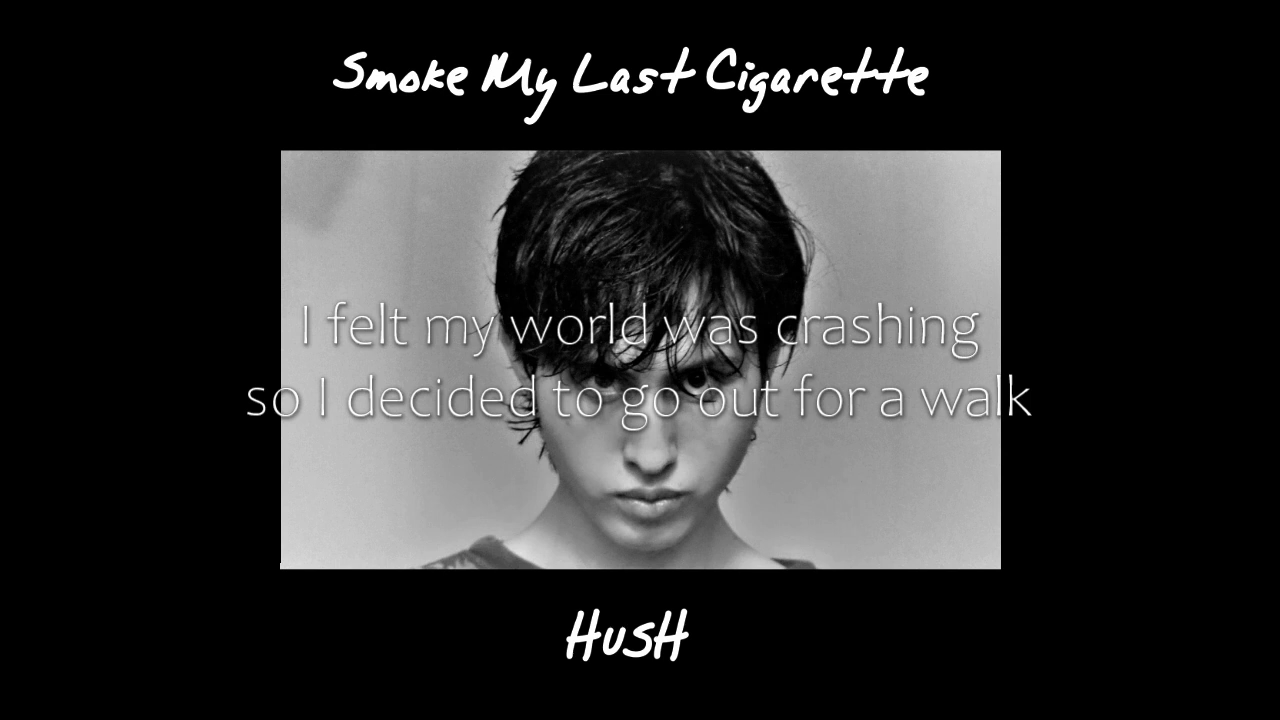 Smoke My Last Cigarette
I felt my world was crashing
so I decided to go out for a walk
HusH